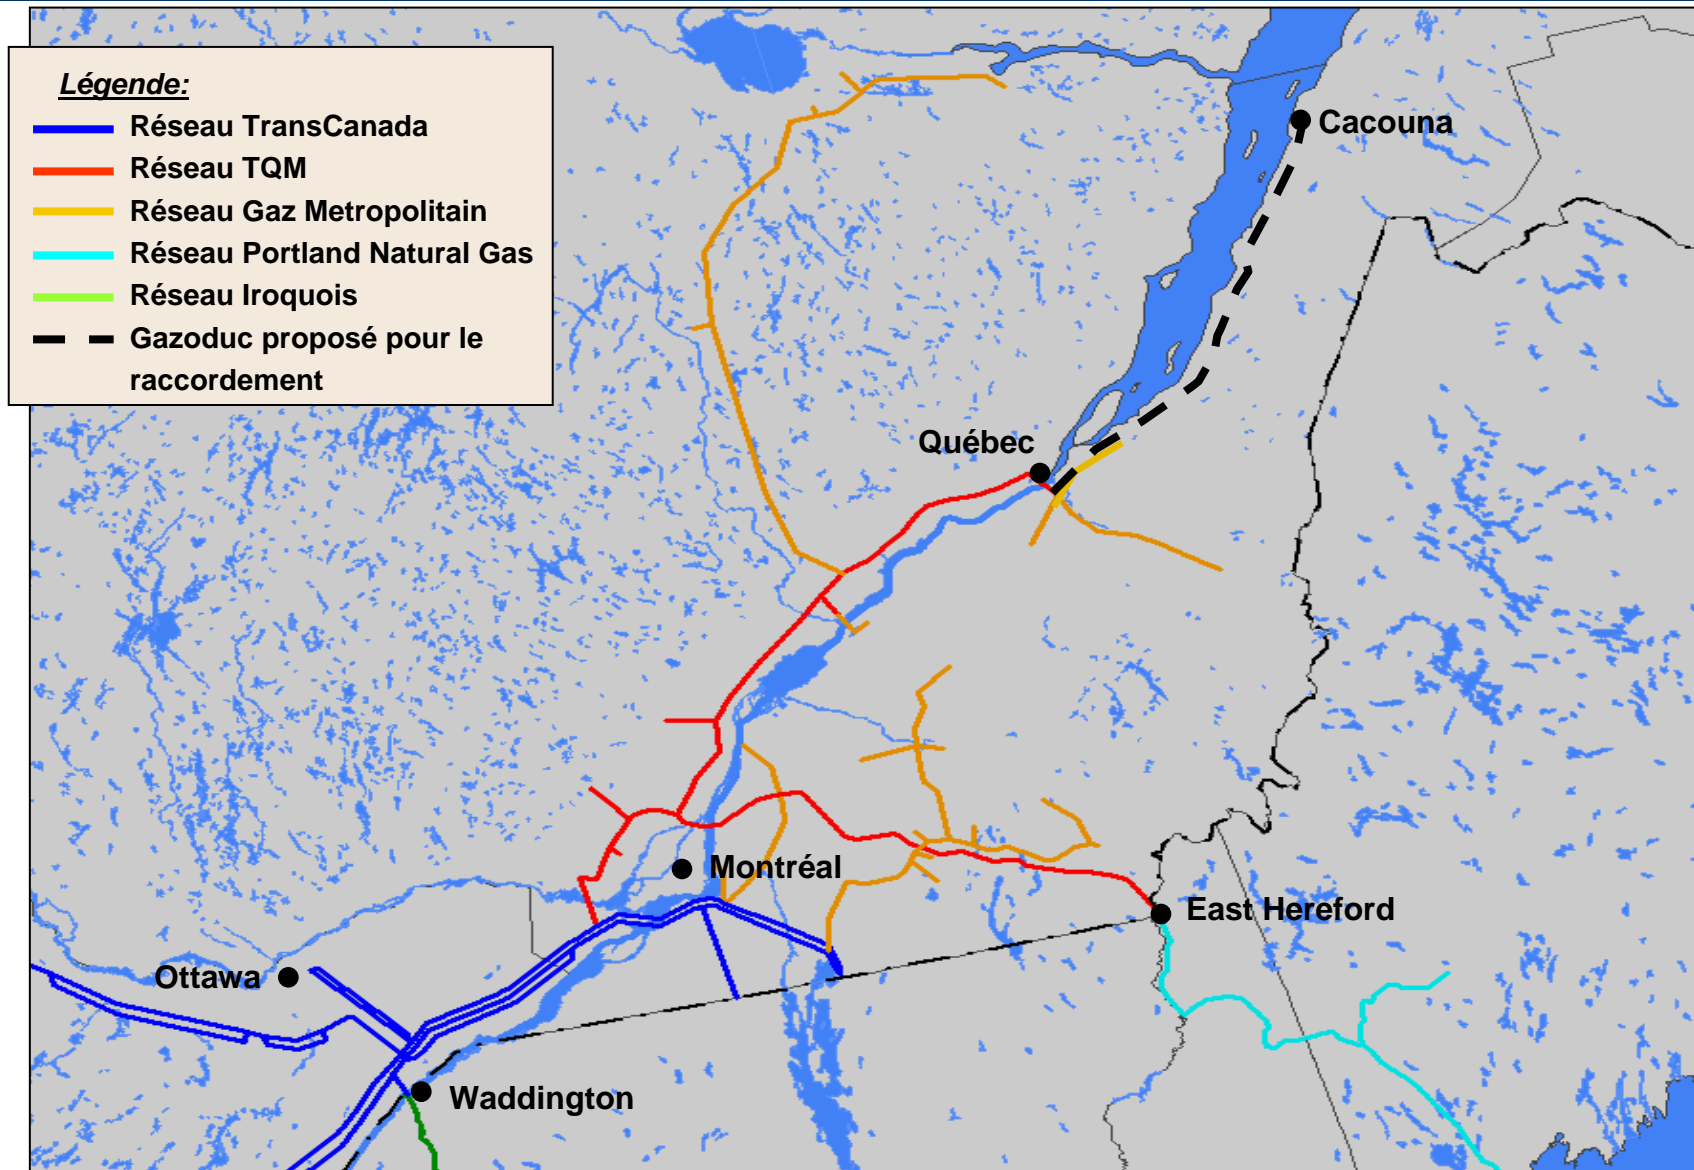 Légende:
Réseau TransCanada
Réseau TQM
Réseau Gaz Metropolitain
Réseau Portland Natural Gas
Réseau Iroquois
Gazoduc proposé pour le
raccordement
Cacouna
Québec
Montréal
East Hereford
Ottawa
Waddington